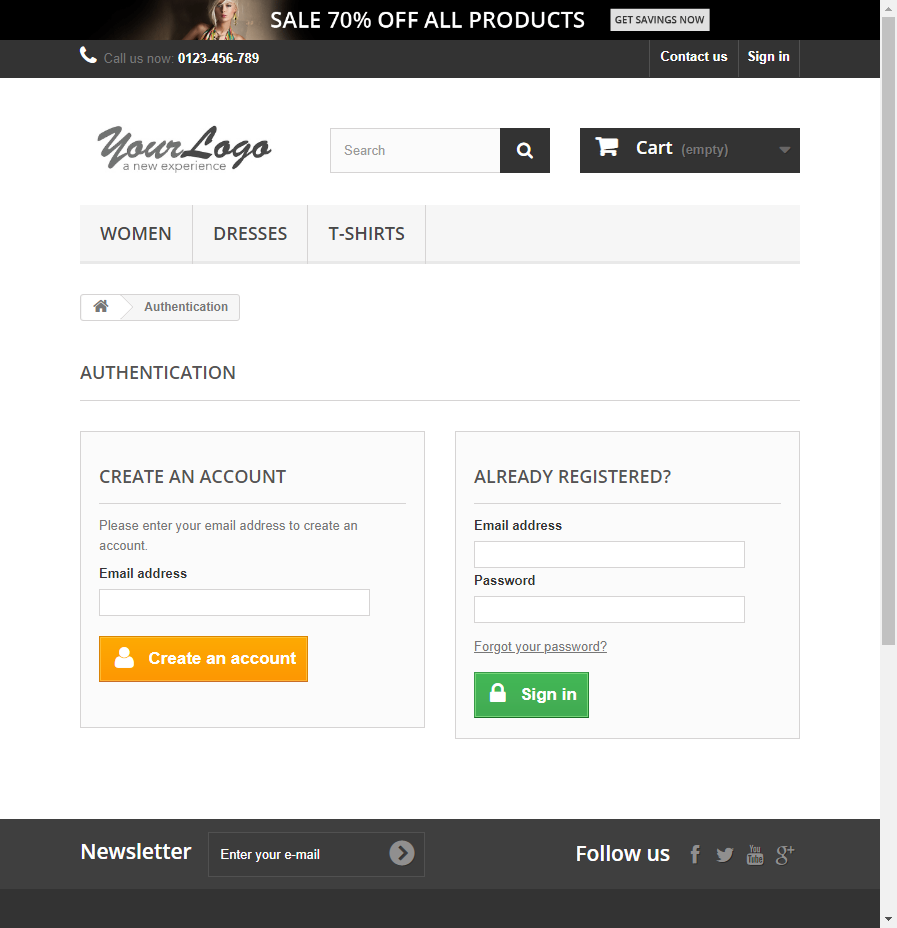 SALE 70% OFF ALL PRODUCTS GET SAVINGS NOW
Call us now: 0123-456-789 Contact us Sign in
YourLogo
a new experience
Search
Cart (empty)
WOMEN DRESSES T-SHIRTS
Authentication
AUTHENTICATION
CREATE AN ACCOUNT
Please enter your email address to create an
account.
Email address
Create an account
ALREADY REGISTERED?
Email address
Password
Forgot your password?
Sign in
Newsletter Enter your e-mail Follow us You Tube g+